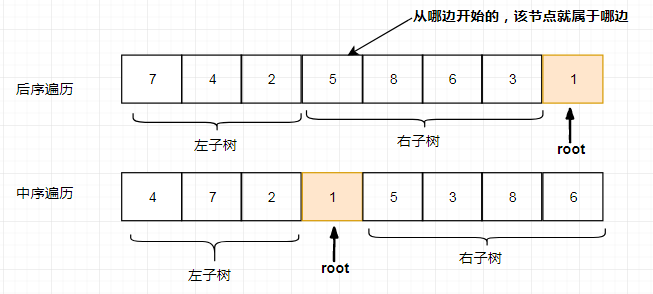 从哪边开始的，该节点就属于哪边
后序遍历
7 4 2 5 8 6 3 1
左子树 右子树
root
中序遍历
4 7 2 1 5 3 8 6
左子树 root 右子树